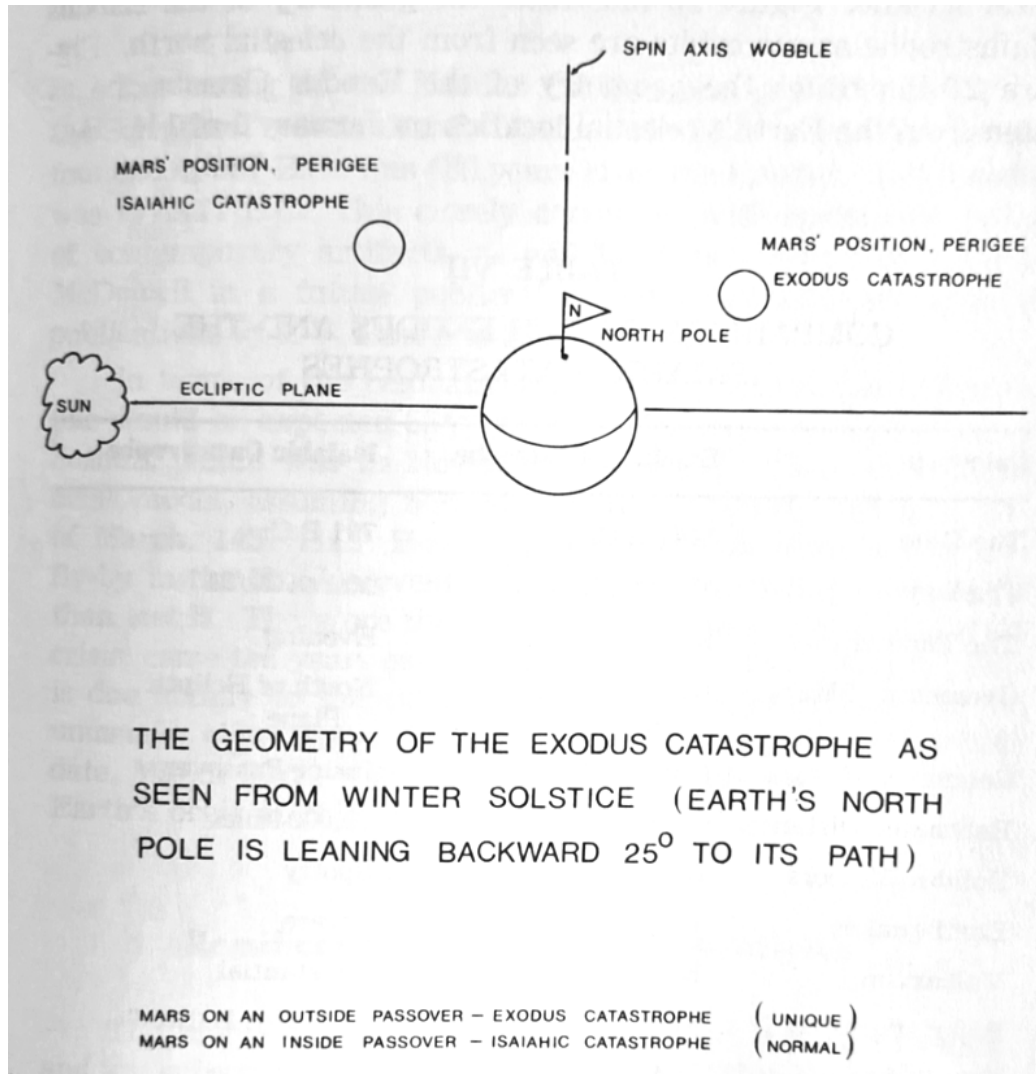 SPIN AXIS WOBBLE
MARS' POSITION, PERIGEE
ISAIAHIC CATASTROPHE
MARS' POSITION, PERIGEE
EXODUS CATASTROPHE
N
NORTH POLE
ECLIPTIC PLANE
SUN
THE GEOMETRY OF THE EXODUS CATASTROPHE AS
SEEN FROM WINTER SOLSTICE (EARTH'S NORTH
POLE IS LEANING BACKWARD 25° TO ITS PATH)
MARS ON AN OUTSIDE PASSOVER – EXODUS CATASTROPHE (UNIQUE)
MARS ON AN INSIDE PASSOVER – ISAIAHIC CATASTROPHE (NORMAL)